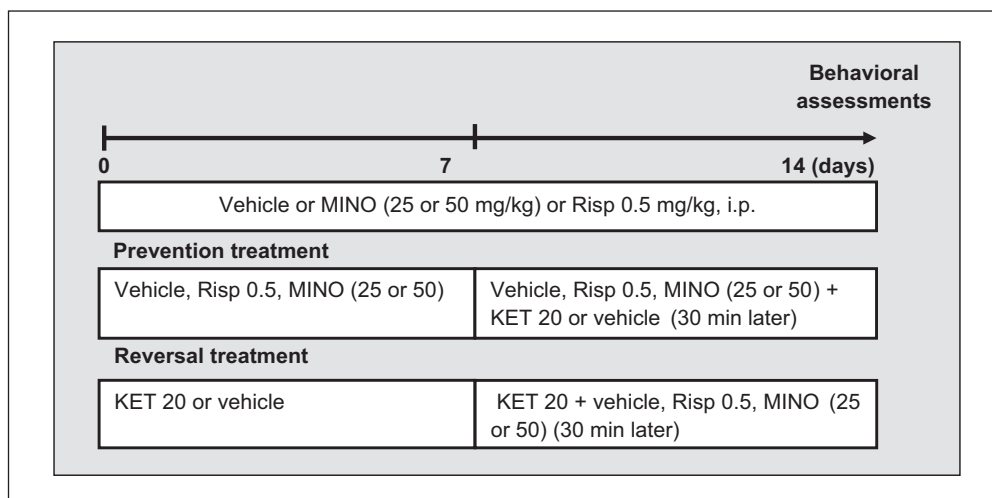 Behavioral
assessments
0 7 14 (days)
Vehicle or MINO (25 or 50 mg/kg) or Risp 0.5 mg/kg, i.p.
Prevention treatment
Vehicle, Risp 0.5, MINO (25 or 50)
Vehicle, Risp 0.5, MINO (25 or 50) +
KET 20 or vehicle (30 min later)
Reversal treatment
KET 20 or vehicle
KET 20 + vehicle, Risp 0.5, MINO (25
or 50) (30 min later)